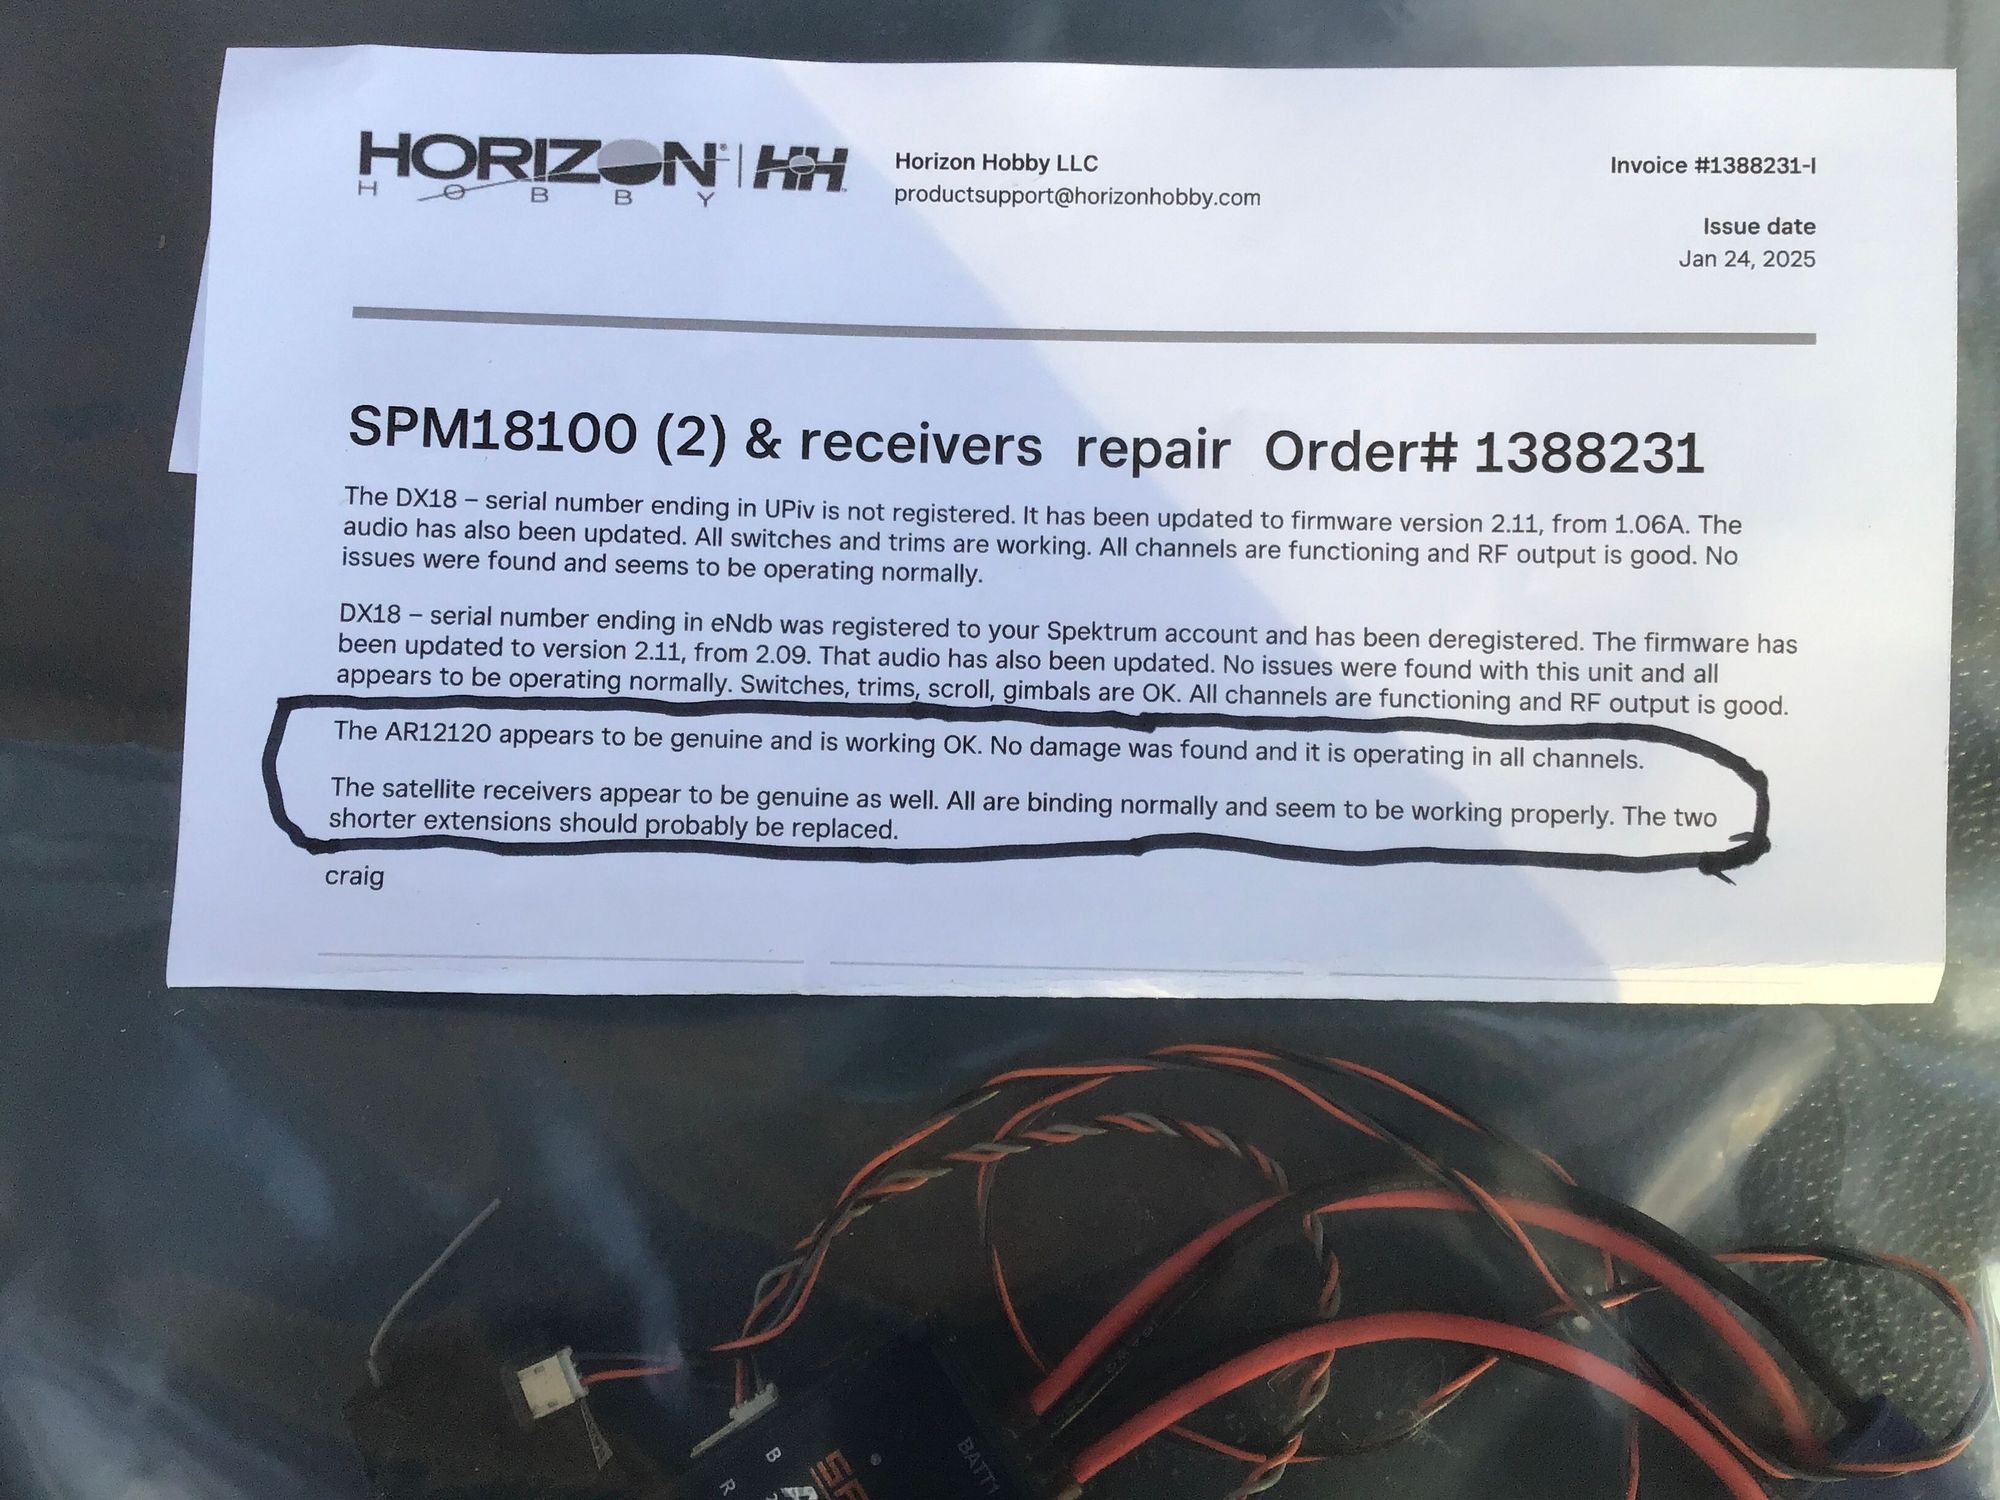 HORIZON | HH
HOBBY
Horizon Hobby LLC
productsupport@horizonhobby.com
Invoice #1388231-I
Issue date
Jan 24, 2025
SPM18100 (2) & receivers repair Order# 1388231
The DX18 – serial number ending in UPiv is not registered. It has been updated to firmware version 2.11, from 1.06A. The
audio has also been updated. All switches and trims are working. All channels are functioning and RF output is good. No
issues were found and seems to be operating normally.
DX18 – serial number ending in eNdb was registered to your Spektrum account and has been deregistered. The firmware has
been updated to version 2.11, from 2.09. That audio has also been updated. No issues were found with this unit and all
appears to be operating normally. Switches, trims, scroll, gimbals are OK. All channels are functioning and RF output is good.
The AR12120 appears to be genuine and is working OK. No damage was found and it is operating in all channels.
The satellite receivers appear to be genuine as well. All are binding normally and seem to be working properly. The two
shorter extensions should probably be replaced.
craig
BATT1
B
R